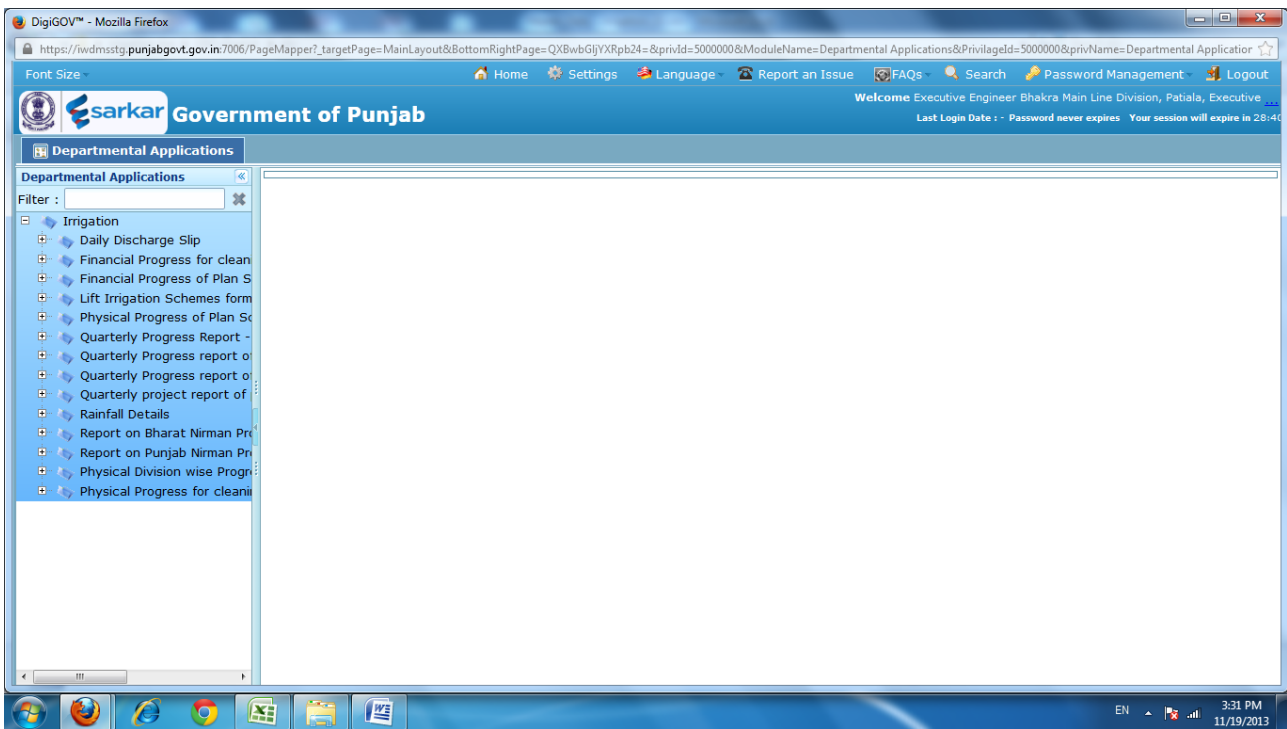 DigiGOV™ - Mozilla Firefox
https://iwdmsstg.punjabgovt.gov.in:7006/PageMapper?_targetPage=MainLayout&BottomRightPage=QXBwbGljYXRpb24=&privId=5000000&ModuleName=Departmental Applications&PrivilageId=5000000&privName=Departmental Applicatior
Font Size Home Settings Language Report an Issue FAQs Search Password Management Logout
Welcome Executive Engineer Bhakra Main Line Division, Patiala, Executive ...
esarkar Government of Punjab
Last Login Date : - Password never expires Your session will expire in 28:40
Departmental Applications
Departmental Applications
Filter :
Irrigation
Daily Discharge Slip
Financial Progress for clean
Financial Progress of Plan S
Lift Irrigation Schemes form
Physical Progress of Plan Sc
Quarterly Progress Report -
Quarterly Progress report of
Quarterly Progress report of
Quarterly project report of
Rainfall Details
Report on Bharat Nirman Pro
Report on Punjab Nirman Pro
Physical Division wise Progre
Physical Progress for cleanin
EN
3:31 PM
11/19/2013